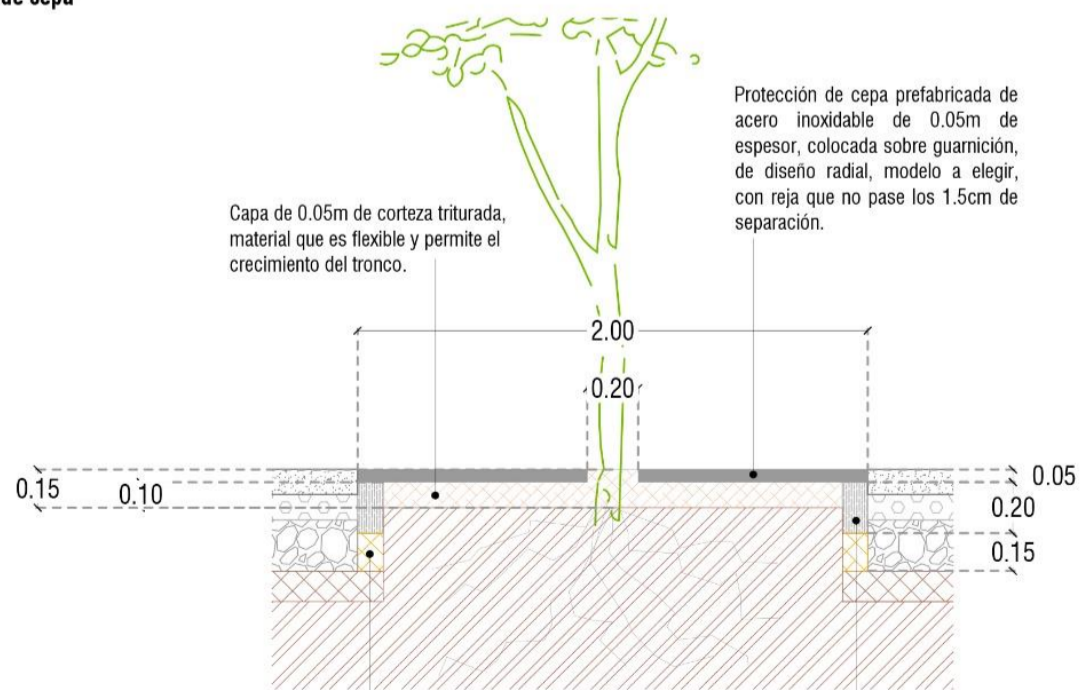 de cepa
Protección de cepa prefabricada de
acero inoxidable de 0.05m de
espesor, colocada sobre guarnición,
de diseño radial, modelo a elegir,
con reja que no pase los 1.5cm de
separación.
Capa de 0.05m de corteza triturada,
material que es flexible y permite el
crecimiento del tronco.
2.00
0.20
0.15
0.10
0.05
0.20
0.15